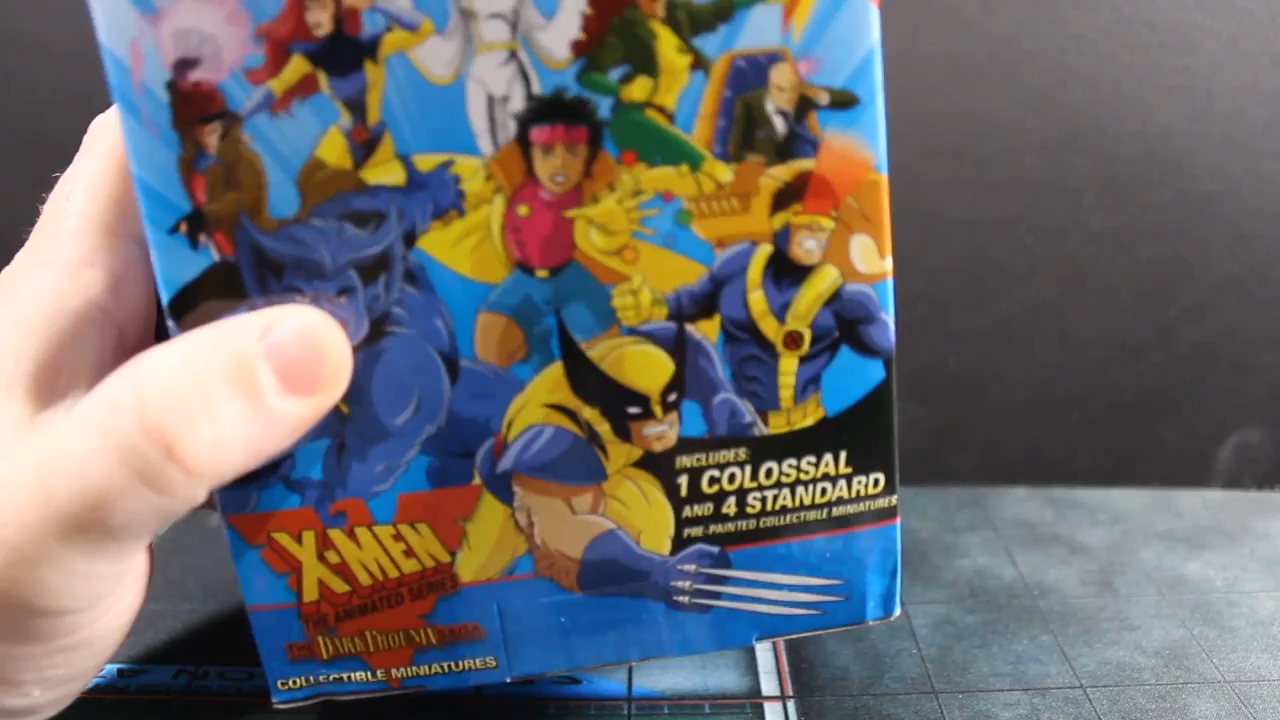 INCLUDES:
1 COLOSSAL
AND 4 STANDARD
PRE-PAINTED COLLECTIBLE MINIATURES
X-MEN
THE ANIMATED SERIES
THE DARK PHOENIX SAGA
COLLECTIBLE MINIATURES